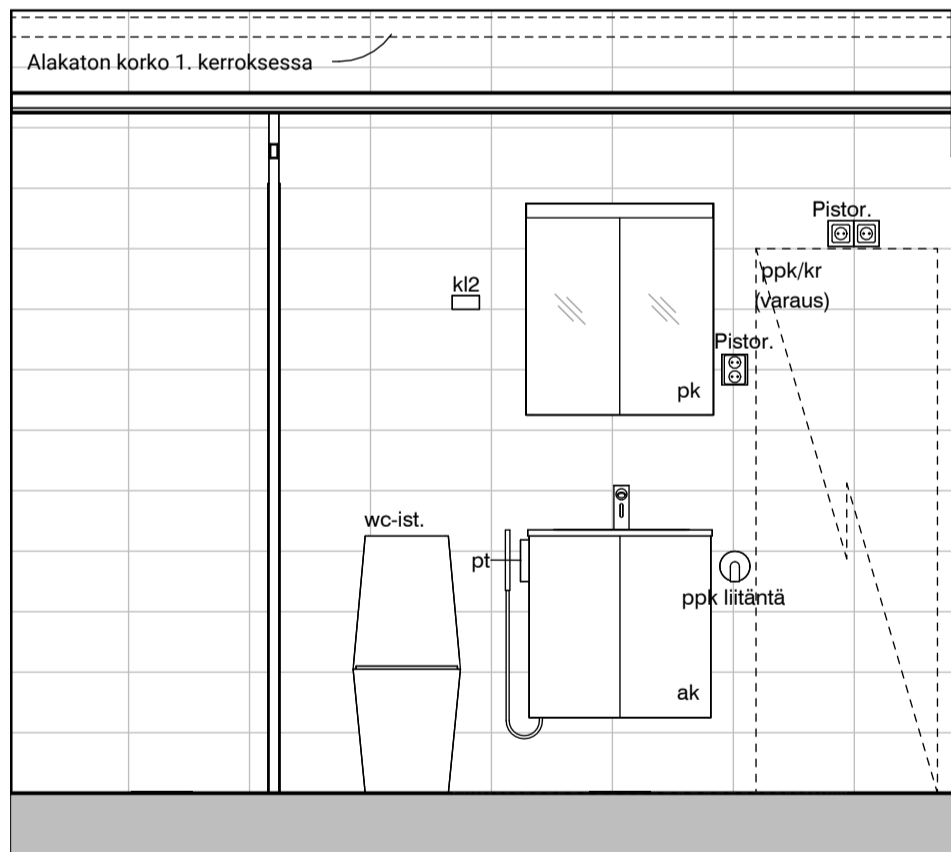 Alakaton korko 1. kerroksessa
Pistor.
ppk/kr
(varaus)
kl2
Pistor.
pk
wc-ist.
pt
ppk liitäntä
ak